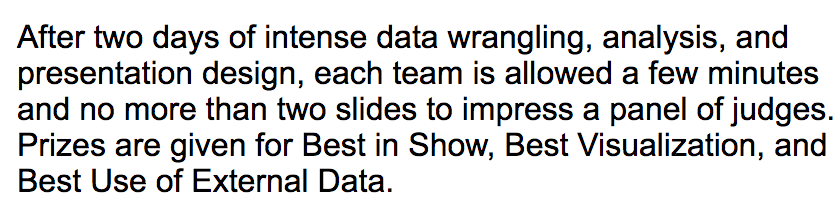 After two days of intense data wrangling, analysis, and
presentation design, each team is allowed a few minutes
and no more than two slides to impress a panel of judges.
Prizes are given for Best in Show, Best Visualization, and
Best Use of External Data.